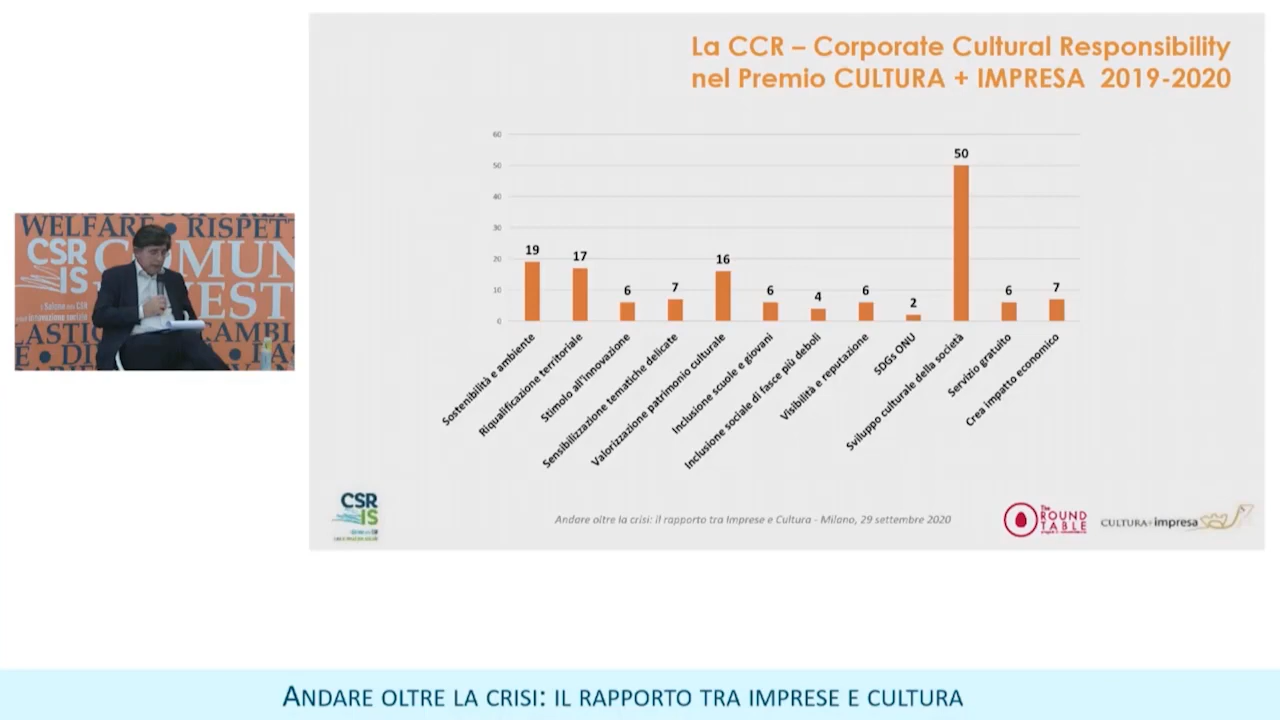 La CCR – Corporate Cultural Responsibility
nel Premio CULTURA + IMPRESA 2019-2020
60
50
40
30
20
10
0
19
17
6
7
16
6
4
6
2
50
6
7
Sostenibilità e ambiente
Riqualificazione territoriale
Stimolo all'innovazione
Sensibilizzazione tematiche delicate
Valorizzazione patrimonio culturale
Inclusione scuole e giovani
Inclusione sociale di fasce più deboli
Visibilità e reputazione
SDGs ONU
Sviluppo culturale della società
Servizio gratuito
Crea impatto economico
WELFARE • RISPETT
CSR
IS
COMUN
VEST
LASTIC
CAMBI
CSR
IS
Andare oltre la crisi: il rapporto tra Imprese e Cultura - Milano, 29 settembre 2020
The
ROUND
TABLE
CULTURA+impresa
ANDARE OLTRE LA CRISI: IL RAPPORTO TRA IMPRESE E CULTURA